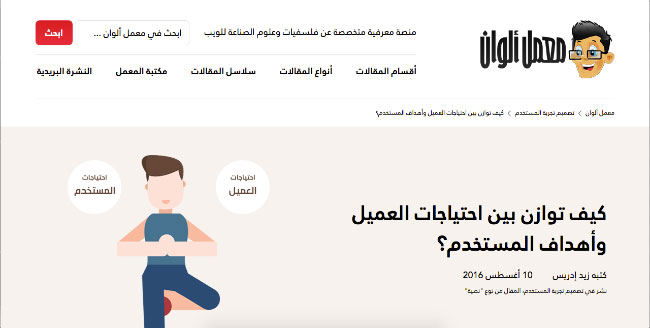 معمل ألوان
منصة معرفية متخصصة عن فلسفيات وعلوم الصناعة للويب
ابحث في معمل ألوان ...
ابحث
أقسام المقالات
أنواع المقالات
سلاسل المقالات
مكتبة المعمل
النشرة البريدية
معمل ألوان > تصميم تجربة المستخدم > كيف توازن بين احتياجات العميل وأهداف المستخدم؟
احتياجات
العميل
احتياجات
المستخدم
كيف توازن بين احتياجات العميل
وأهداف المستخدم؟
كتبه زيد إدريس
10 أغسطس 2016
نشر في تصميم تجربة المستخدم، المقال من نوع "نصية"